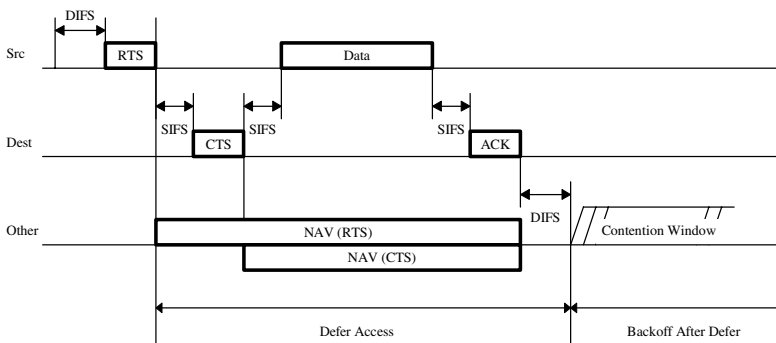 DIFS
Src
RTS
Data
SIFS
SIFS
SIFS
Dest
CTS
ACK
DIFS
Other
NAV (RTS)
Contention Window
NAV (CTS)
Defer Access
Backoff After Defer